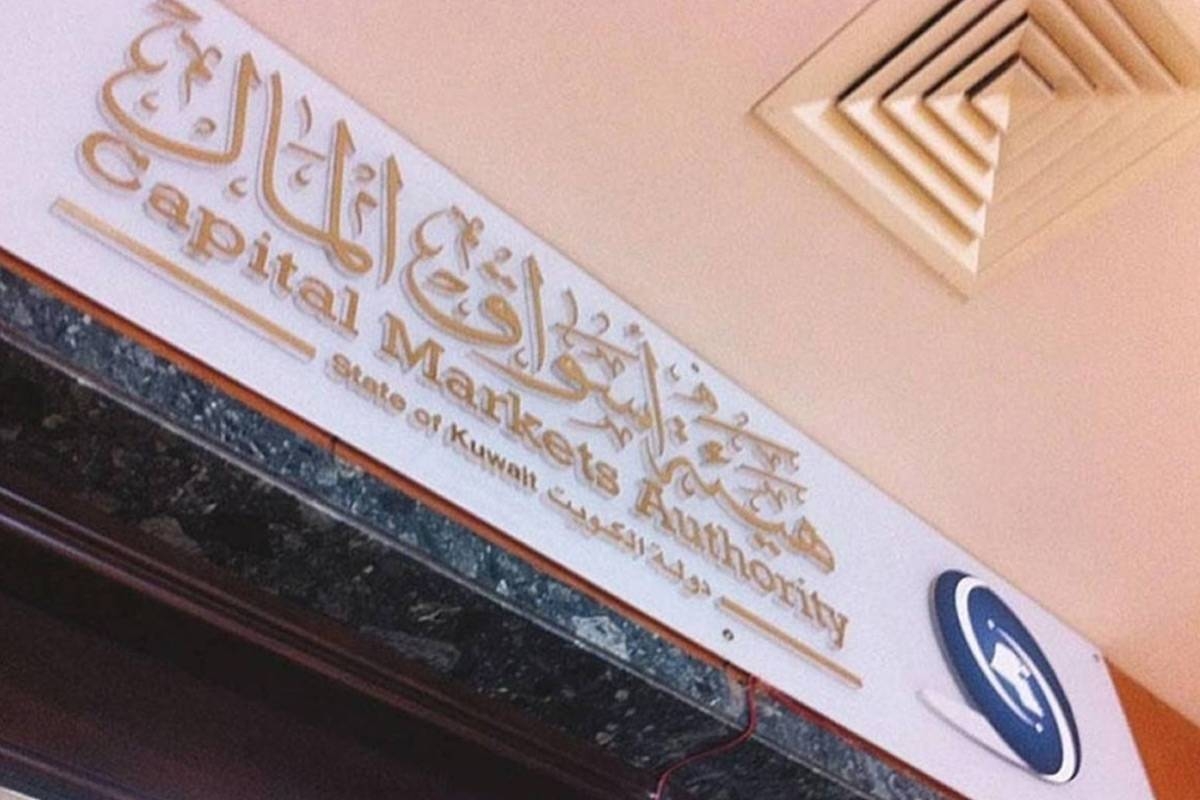 هيئة أسواق المال
Capital Markets Authority
State of Kuwait دولة الكويت